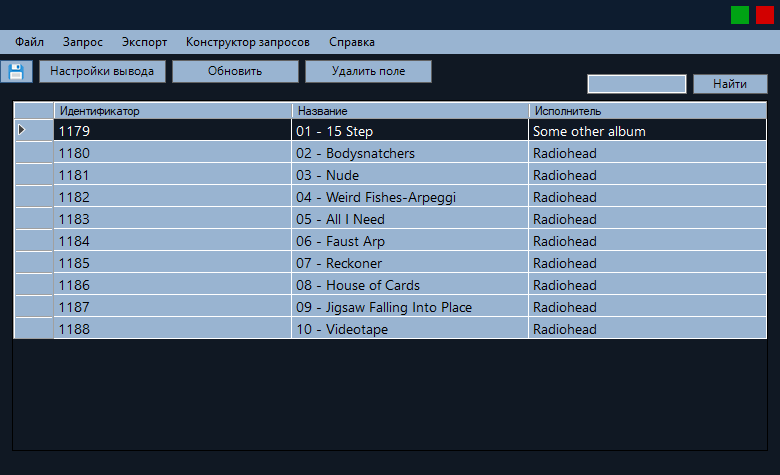 Файл Запрос Экспорт Конструктор запросов Справка
Настройки вывода Обновить Удалить поле
Найти
Идентификатор Название Исполнитель
1179 01 - 15 Step Some other album
1180 02 - Bodysnatchers Radiohead
1181 03 - Nude Radiohead
1182 04 - Weird Fishes-Arpeggi Radiohead
1183 05 - All I Need Radiohead
1184 06 - Faust Arp Radiohead
1185 07 - Reckoner Radiohead
1186 08 - House of Cards Radiohead
1187 09 - Jigsaw Falling Into Place Radiohead
1188 10 - Videotape Radiohead